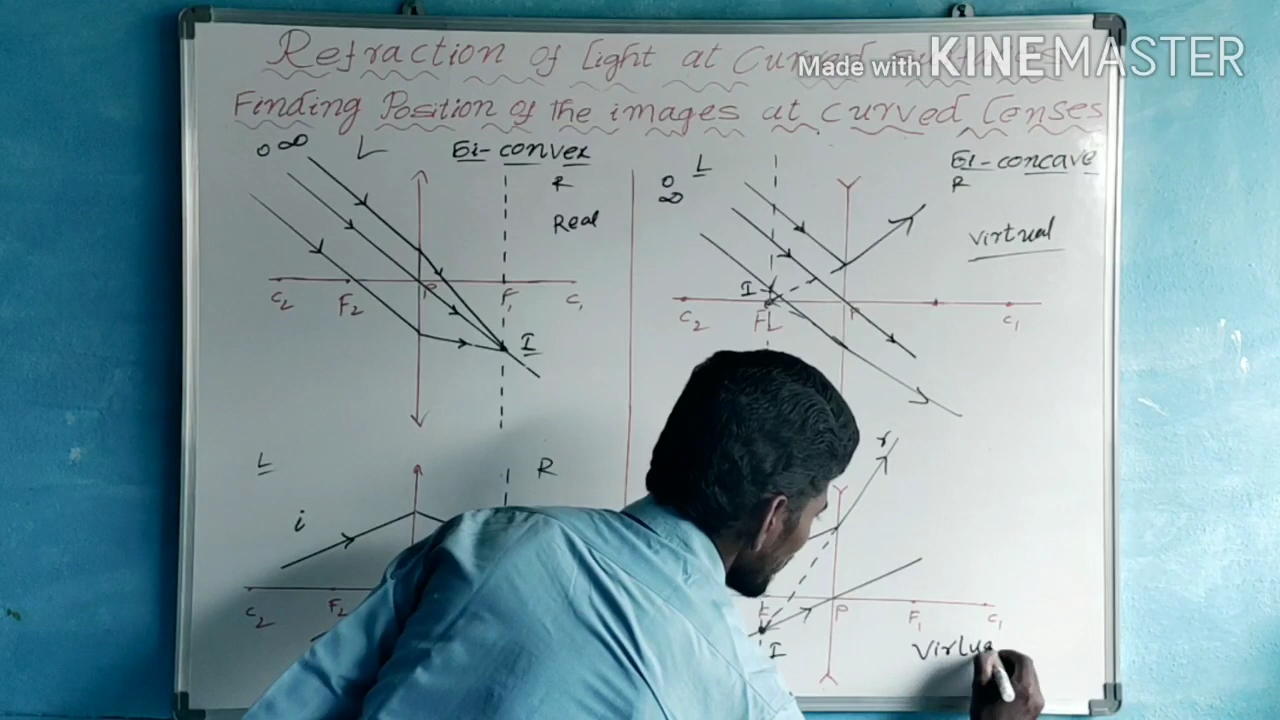 Refraction of light at Curved
Made with KINEMASTER
Finding Position of the images at curved lenses
O ∞ L Bi-convex
R
Real
C2 F2 P F1 C1
I
L
O
∞
Bi-concave
R
virtual
I
C2 P C1
L R
i
C2 F2
r
P F1 C1
I
Virtua